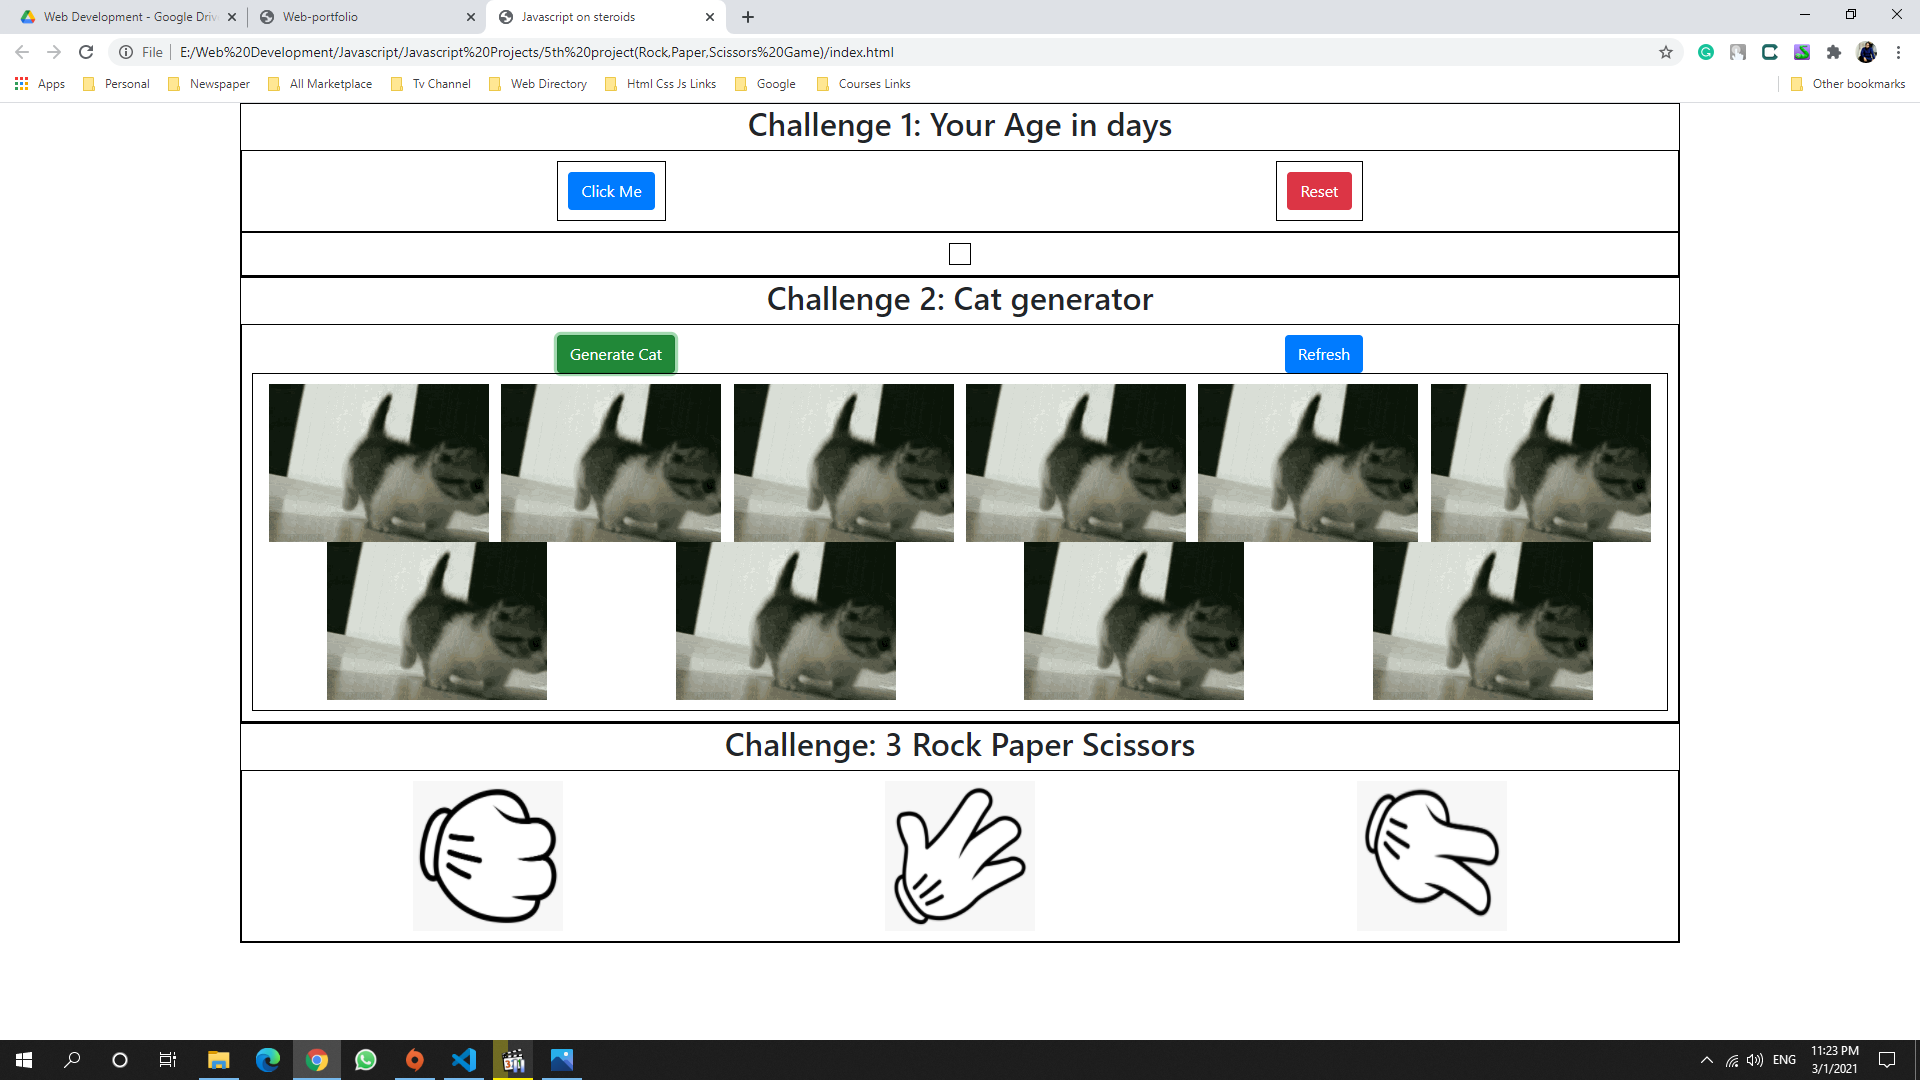 Web Development - Google Driv
Web-portfolio
Javascript on steroids
File
E:/Web%20Development/Javascript/Javascript%20Projects/5th%20project(Rock,Paper,Scissors%20Game)/index.html
Apps
Personal
Newspaper
All Marketplace
Tv Channel
Web Directory
Html Css Js Links
Google
Courses Links
Other bookmarks
Challenge 1: Your Age in days
Click Me
Reset
Challenge 2: Cat generator
Generate Cat
Refresh
Challenge: 3 Rock Paper Scissors
ENG
11:23 PM
3/1/2021